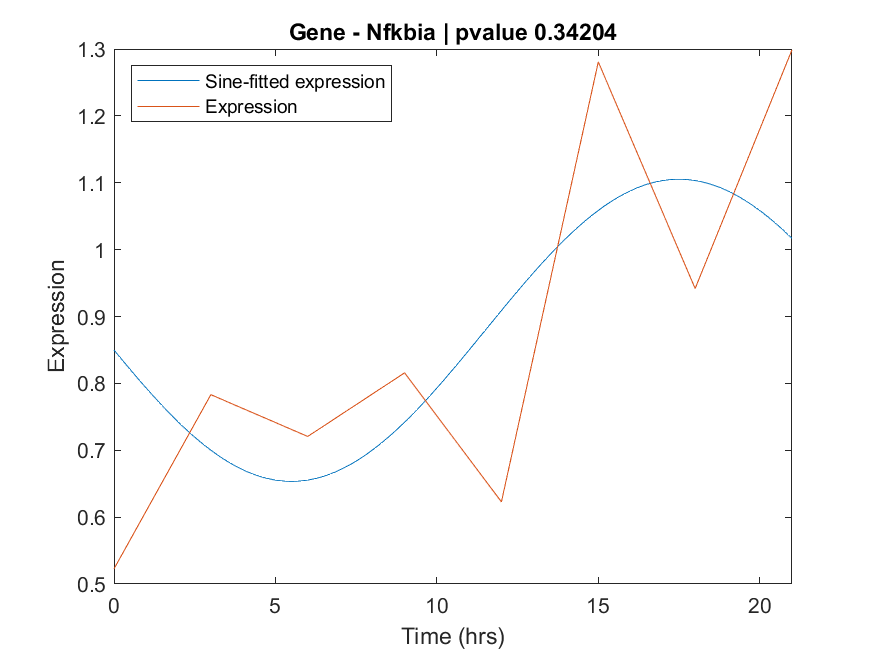 Gene - Nfkbia | pvalue 0.34204
Sine-fitted expression
Expression
1.3
1.2
1.1
1
0.9
0.8
0.7
0.6
0.5
Expression
0 5 10 15 20
Time (hrs)